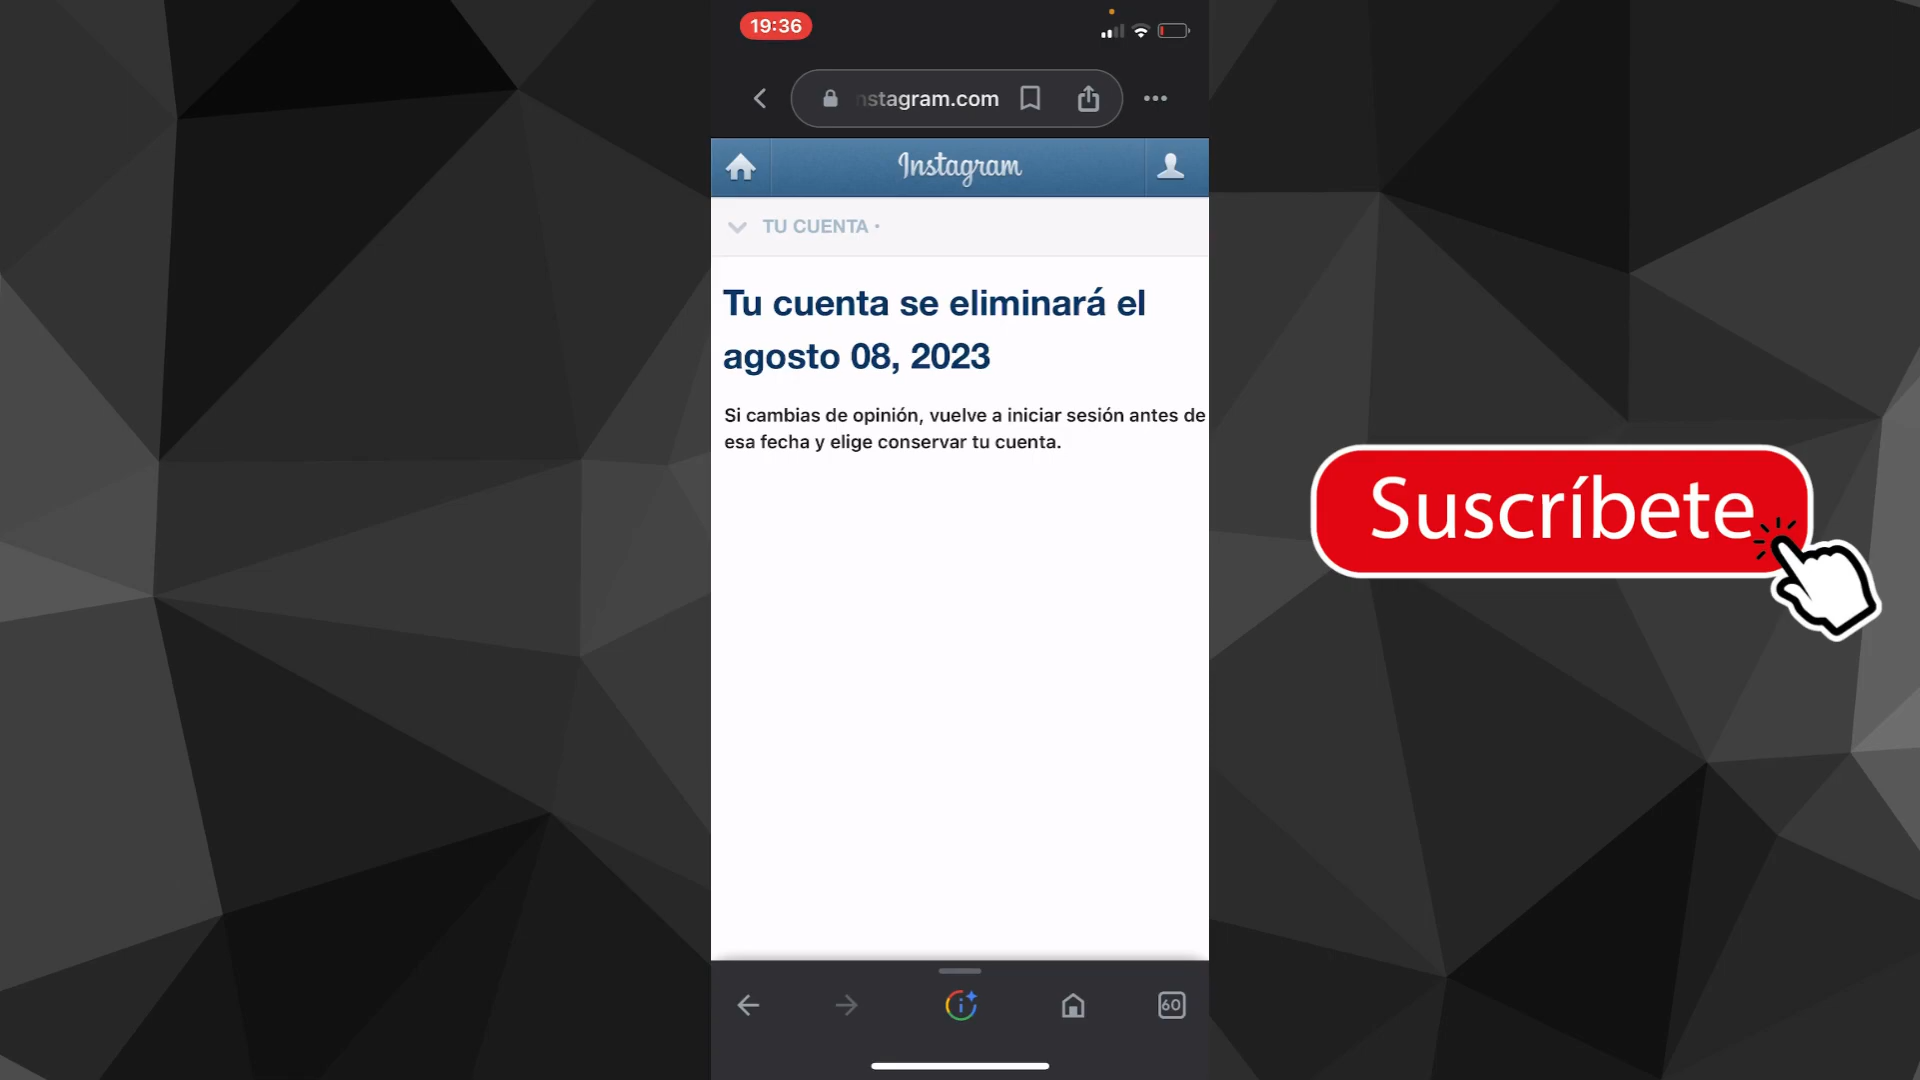 19:36
nstagram.com
Instagram
TU CUENTA •
Tu cuenta se eliminará el
agosto 08, 2023
Si cambias de opinión, vuelve a iniciar sesión antes de
esa fecha y elige conservar tu cuenta.
Suscríbete
60